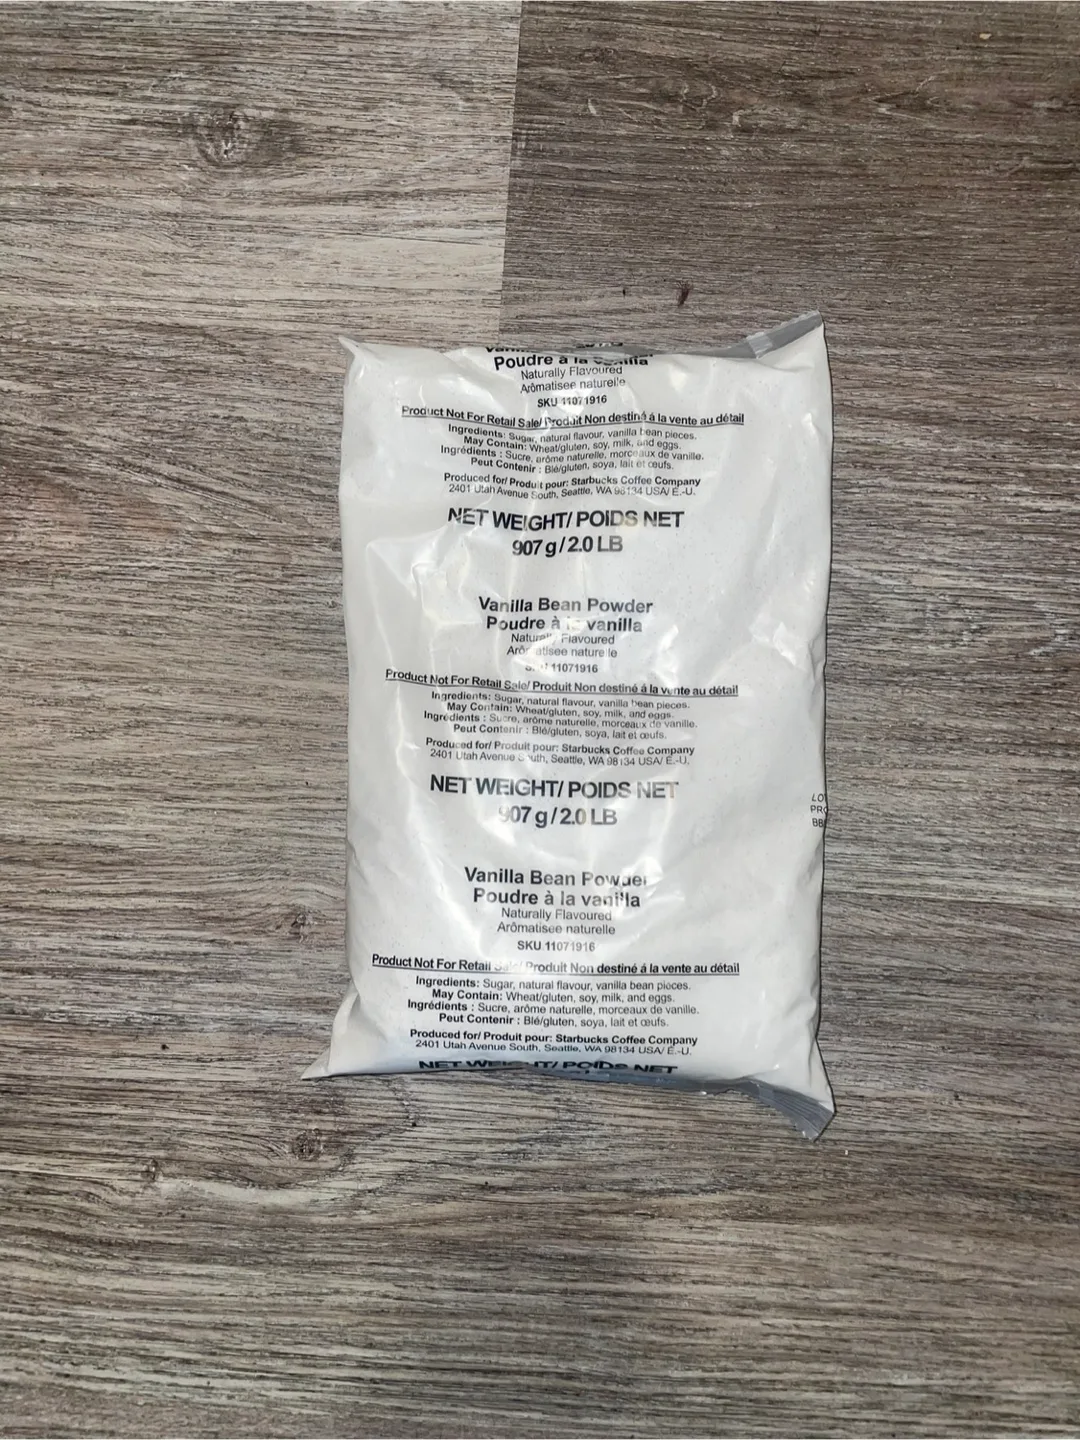 Poudre à la
Naturally Flavoured
Arômatisee naturelle
SKU 11071916
Product Not For Retail Sale/ Produit Non destiné á la vente au détail
Ingredients: Sugar, natural flavour, vanilla bean pieces.
May Contain: Wheat/gluten, soy, milk, and eggs.
Ingrédients : Sucre, arôme naturelle, morceaux de vanille.
Peut Contenir : Blé/gluten, soya, lait et œufs.
Produced for/ Produit pour: Starbucks Coffee Company
2401 Utah Avenue South, Seattle, WA 98134 USA/ É.-U.
NET WEIGHT/ POIDS NET
907 g/2.0 LB
Vanilla Bean Powder
Poudre à vanilla
Naturally Flavoured
Arômatisee naturelle
11071916
Product Not For Retail Sale/ Produit Non destiné á la vente au détail
Ingredients: Sugar, natural flavour, vanilla bean pieces.
May Contain: Wheat/gluten, soy, milk, and eggs.
Ingrédients : Sucre, arôme naturelle, morceaux de vanille.
Peut Contenir : Blé/gluten, soya, lait et œufs.
Produced for/ Produit pour: Starbucks Coffee Company
2401 Utah Avenue South, Seattle, WA 98134 USA/ É.-U.
NET WEIGHT/ POIDS NET
907 g/2.0 LB
Vanilla Bean Powder
Poudre à la vanilla
Naturally Flavoured
Arômatisee naturelle
SKU 11071916
Product Not For Retail Sale/ Produit Non destiné á la vente au détail
Ingredients: Sugar, natural flavour, vanilla bean pieces.
May Contain: Wheat/gluten, soy, milk, and eggs.
Ingrédients : Sucre, arôme naturelle, morceaux de vanille.
Peut Contenir : Blé/gluten, soya, lait et œufs.
Produced for/ Produit pour: Starbucks Coffee Company
2401 Utah Avenue South, Seattle, WA 98134 USA/ É.-U.
NET WEIGHT/ POIDS NET